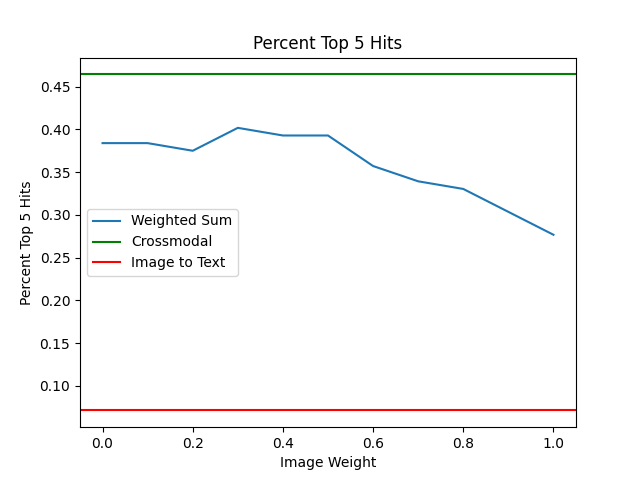 Percent Top 5 Hits
Percent Top 5 Hits
0.45
0.40
0.35
0.30
0.25
0.20
0.15
0.10
Weighted Sum
Crossmodal
Image to Text
0.0 0.2 0.4 0.6 0.8 1.0
Image Weight